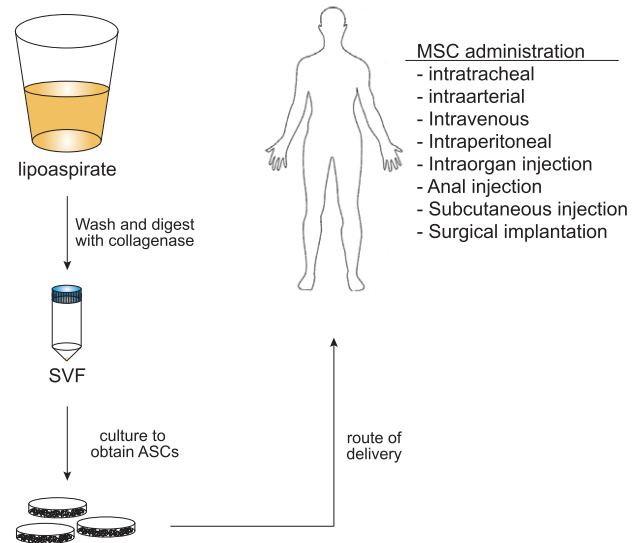 lipoaspirate
Wash and digest
with collagenase
SVF
culture to
obtain ASCs
route of
delivery
MSC administration
- intratracheal
- intraarterial
- Intravenous
- Intraperitoneal
- Intraorgan injection
- Anal injection
- Subcutaneous injection
- Surgical implantation